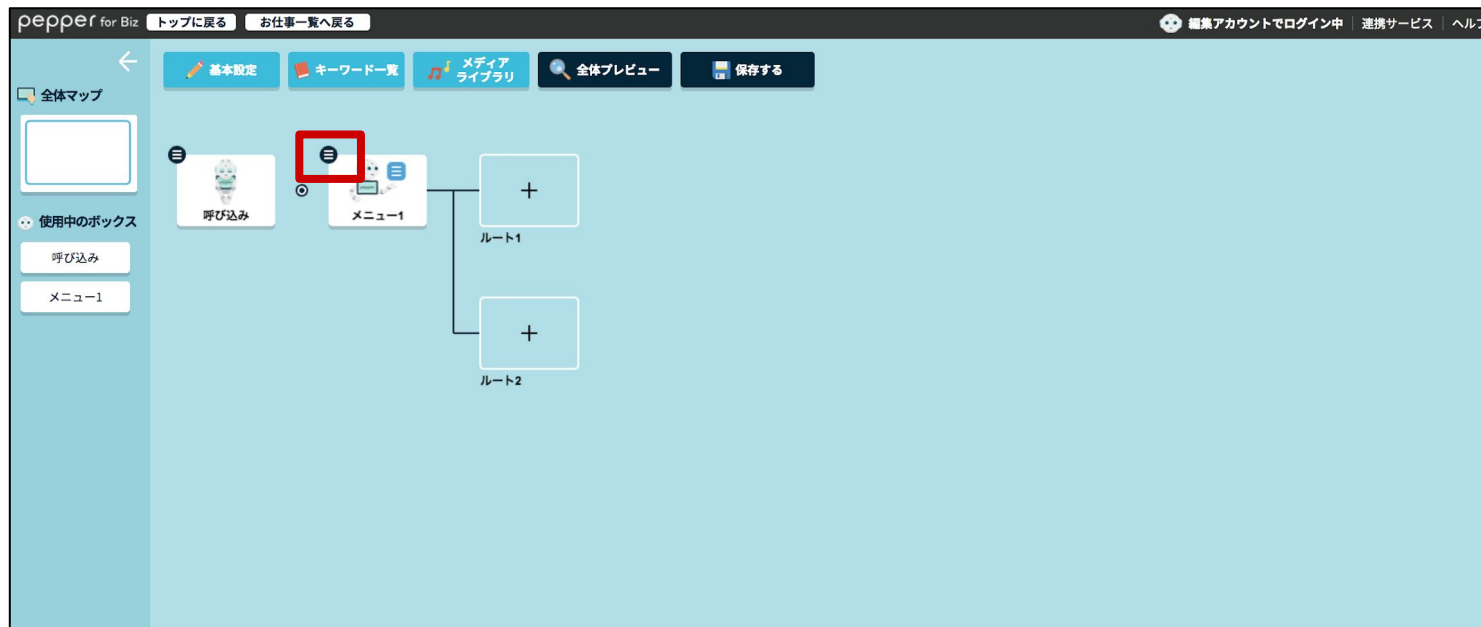 pepper for Biz トップに戻る お仕事一覧へ戻る 編集アカウントでログイン中 連携サービス ヘルプ
基本設定 キーワード一覧 メディア
ライブラリ 全体プレビュー 保存する
全体マップ
呼び込み メニュー1 ルート1
使用中のボックス
呼び込み
メニュー1
ルート2